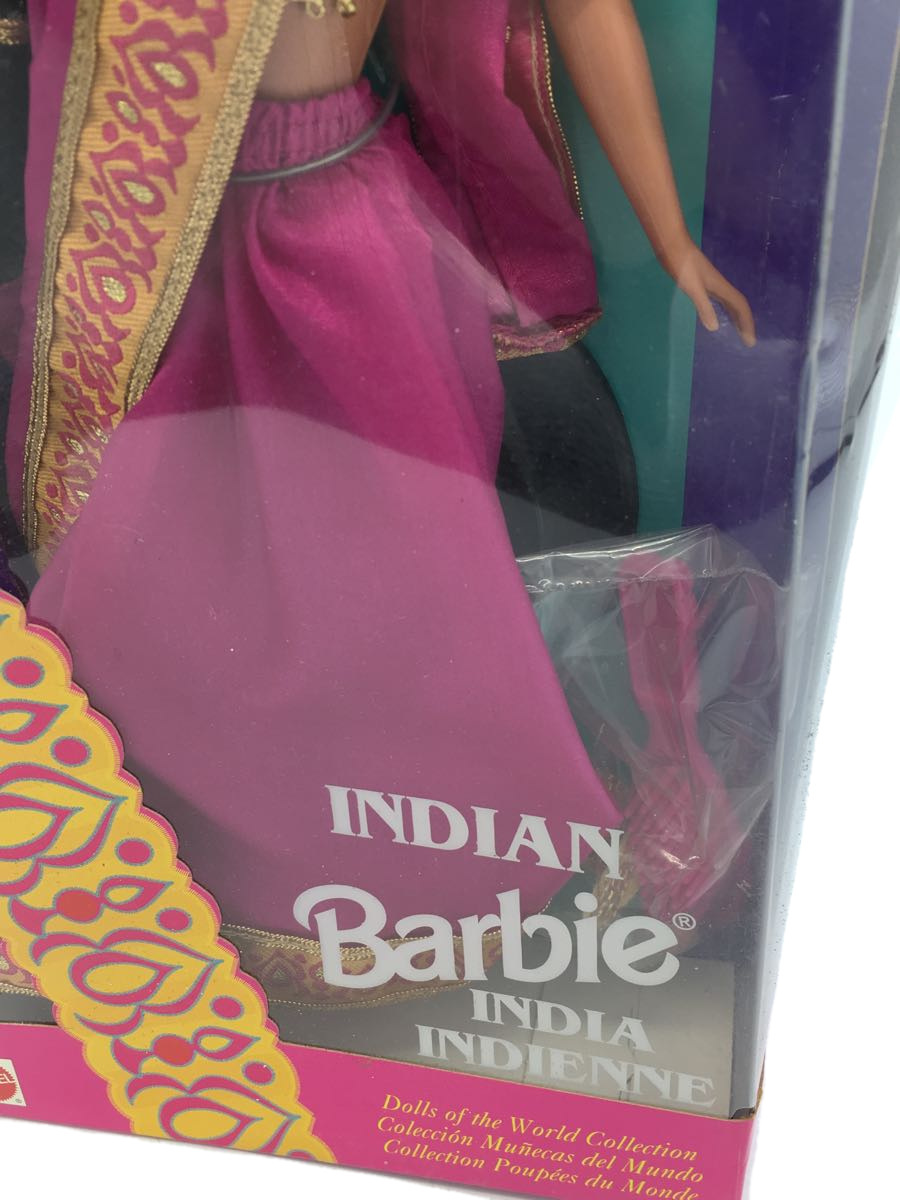 INDIAN
Barbie®
INDIA
INDIENNE
Dolls of the World Collection
Colección Muñecas del Mundo
Collection Poupées du Monde